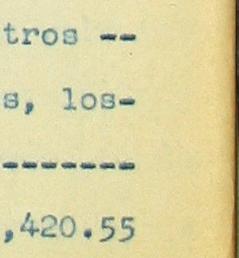 tros --
s, los-
-------
,420.55